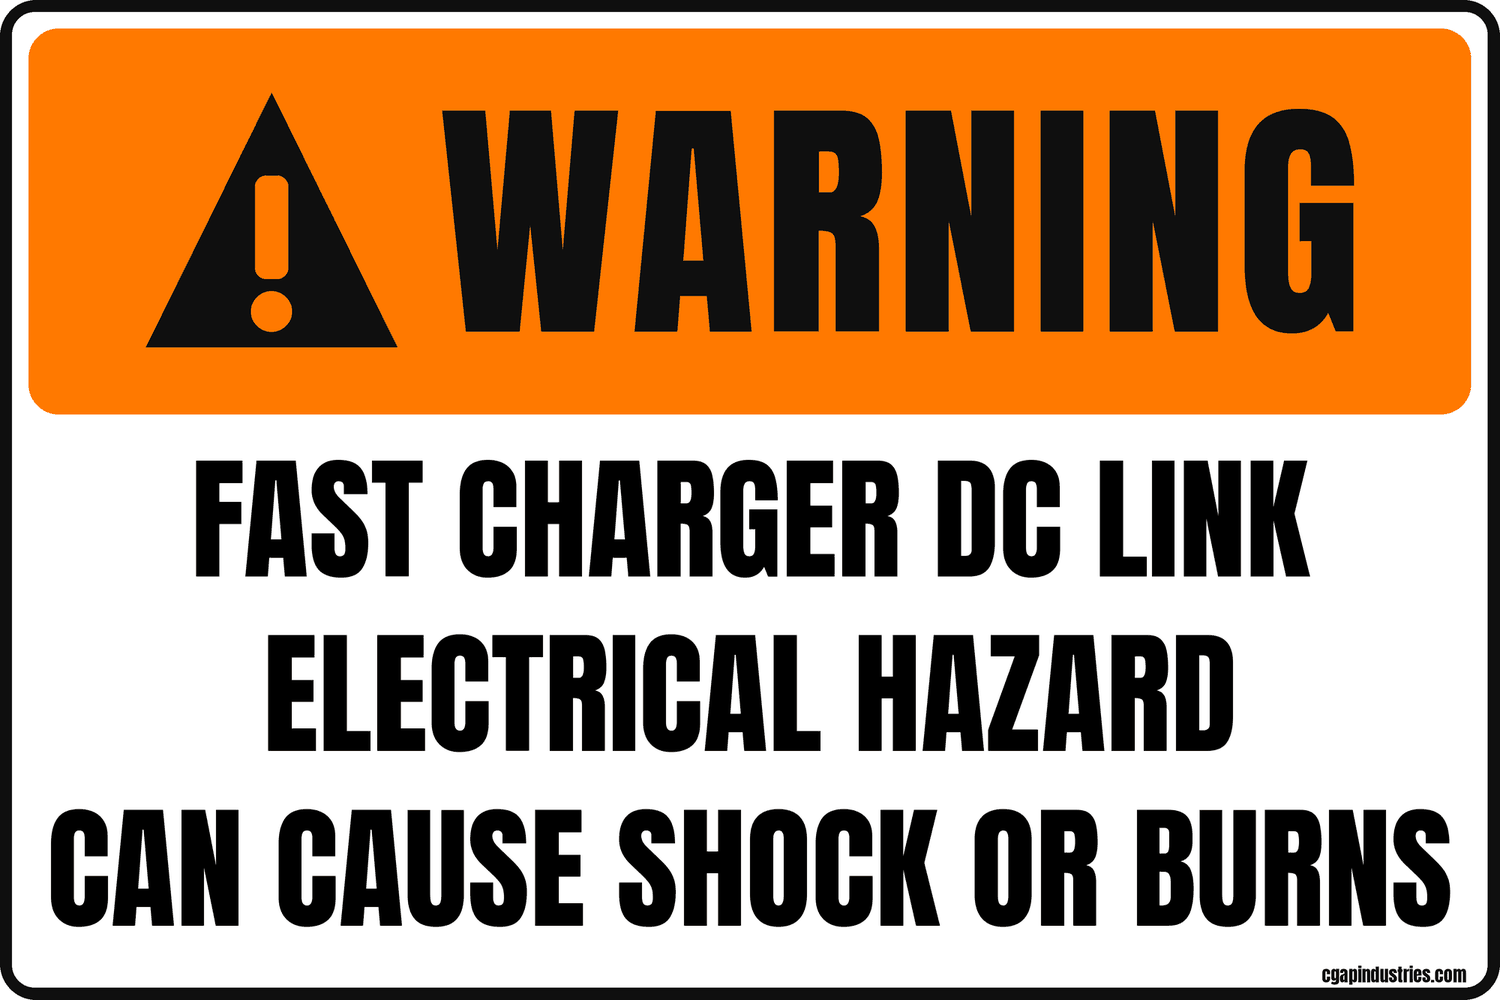 WARNING
FAST CHARGER DC LINK
ELECTRICAL HAZARD
CAN CAUSE SHOCK OR BURNS
cgapindustries.com